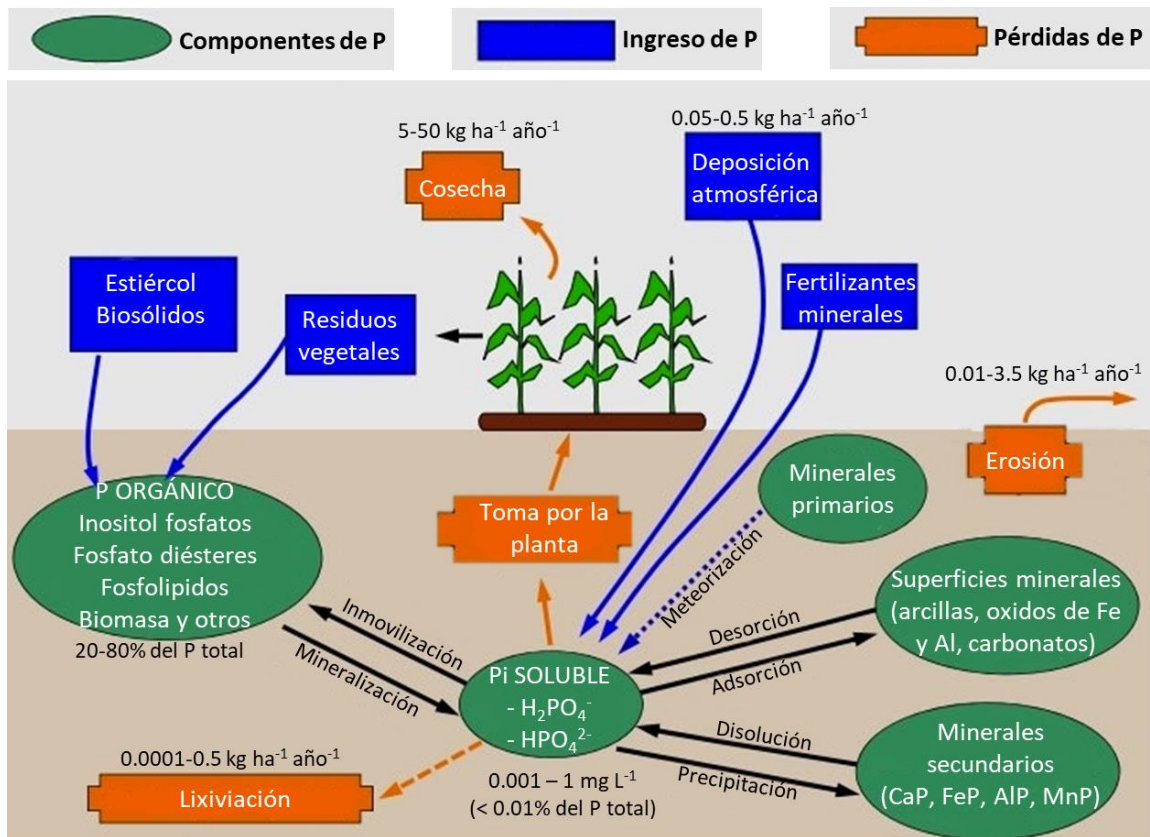 Componentes de P
Ingreso de P
Pérdidas de P
5-50 kg ha⁻¹ año⁻¹
Cosecha
0.05-0.5 kg ha⁻¹ año⁻¹
Deposición
atmosférica
Estiércol
Biosólidos
Residuos
vegetales
Fertilizantes
minerales
0.01-3.5 kg ha⁻¹ año⁻¹
Erosión
P ORGÁNICO
Inositol fosfatos
Fosfato diésteres
Fosfolipidos
Biomasa y otros
20-80% del P total
Toma por la
planta
Minerales
primarios
Meteorización
Superficies minerales
(arcillas, oxidos de Fe
y Al, carbonatos)
Inmovilización
Mineralización
Desorción
Adsorción
Pi SOLUBLE
- H₂PO₄⁻
- HPO₄²⁻
0.001 – 1 mg L⁻¹
(< 0.01% del P total)
Disolución
Precipitación
Minerales
secundarios
(CaP, FeP, AlP, MnP)
0.0001-0.5 kg ha⁻¹ año⁻¹
Lixiviación